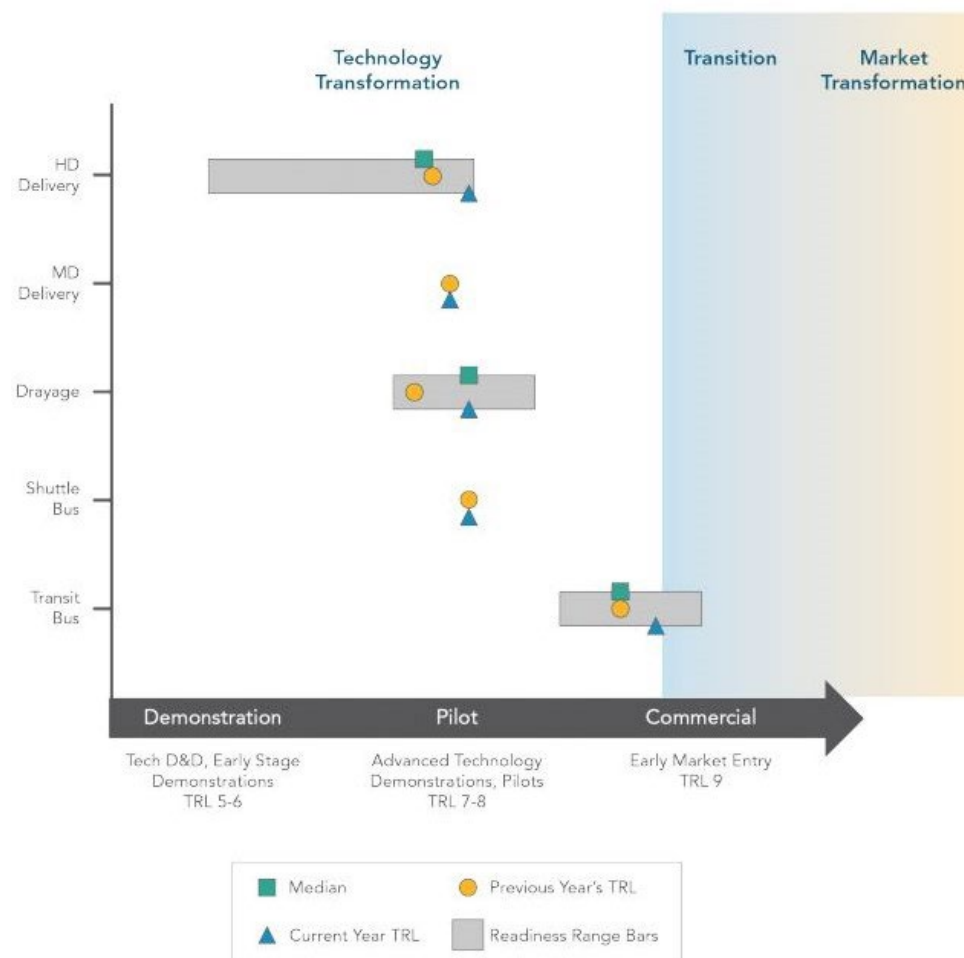 Technology
Transformation
Transition
Market
Transformation
HD
Delivery
MD
Delivery
Drayage
Shuttle
Bus
Transit
Bus
Demonstration
Pilot
Commercial
Tech D&D, Early Stage
Demonstrations
TRL 5-6
Advanced Technology
Demonstrations, Pilots
TRL 7-8
Early Market Entry
TRL 9
Median
Previous Year's TRL
Current Year TRL
Readiness Range Bars